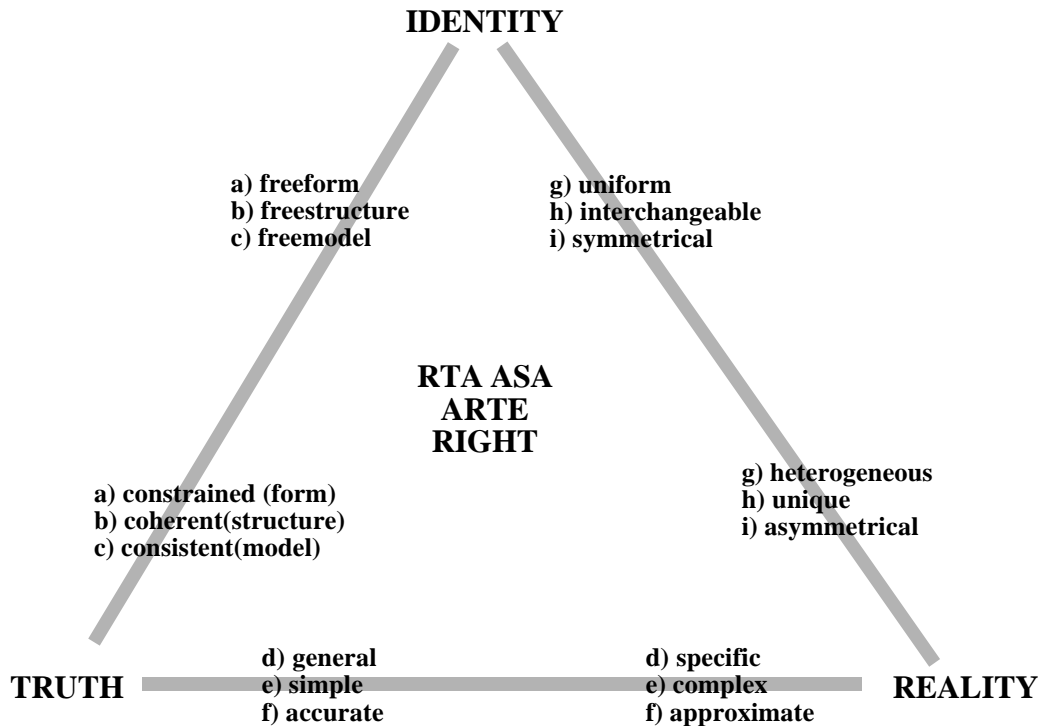 IDENTITY
a) freeform
b) freestructure
c) freemodel
g) uniform
h) interchangeable
i) symmetrical
RTA ASA
ARTE
RIGHT
a) constrained (form)
b) coherent(structure)
c) consistent(model)
g) heterogeneous
h) unique
i) asymmetrical
TRUTH
d) general
e) simple
f) accurate
d) specific
e) complex
f) approximate
REALITY